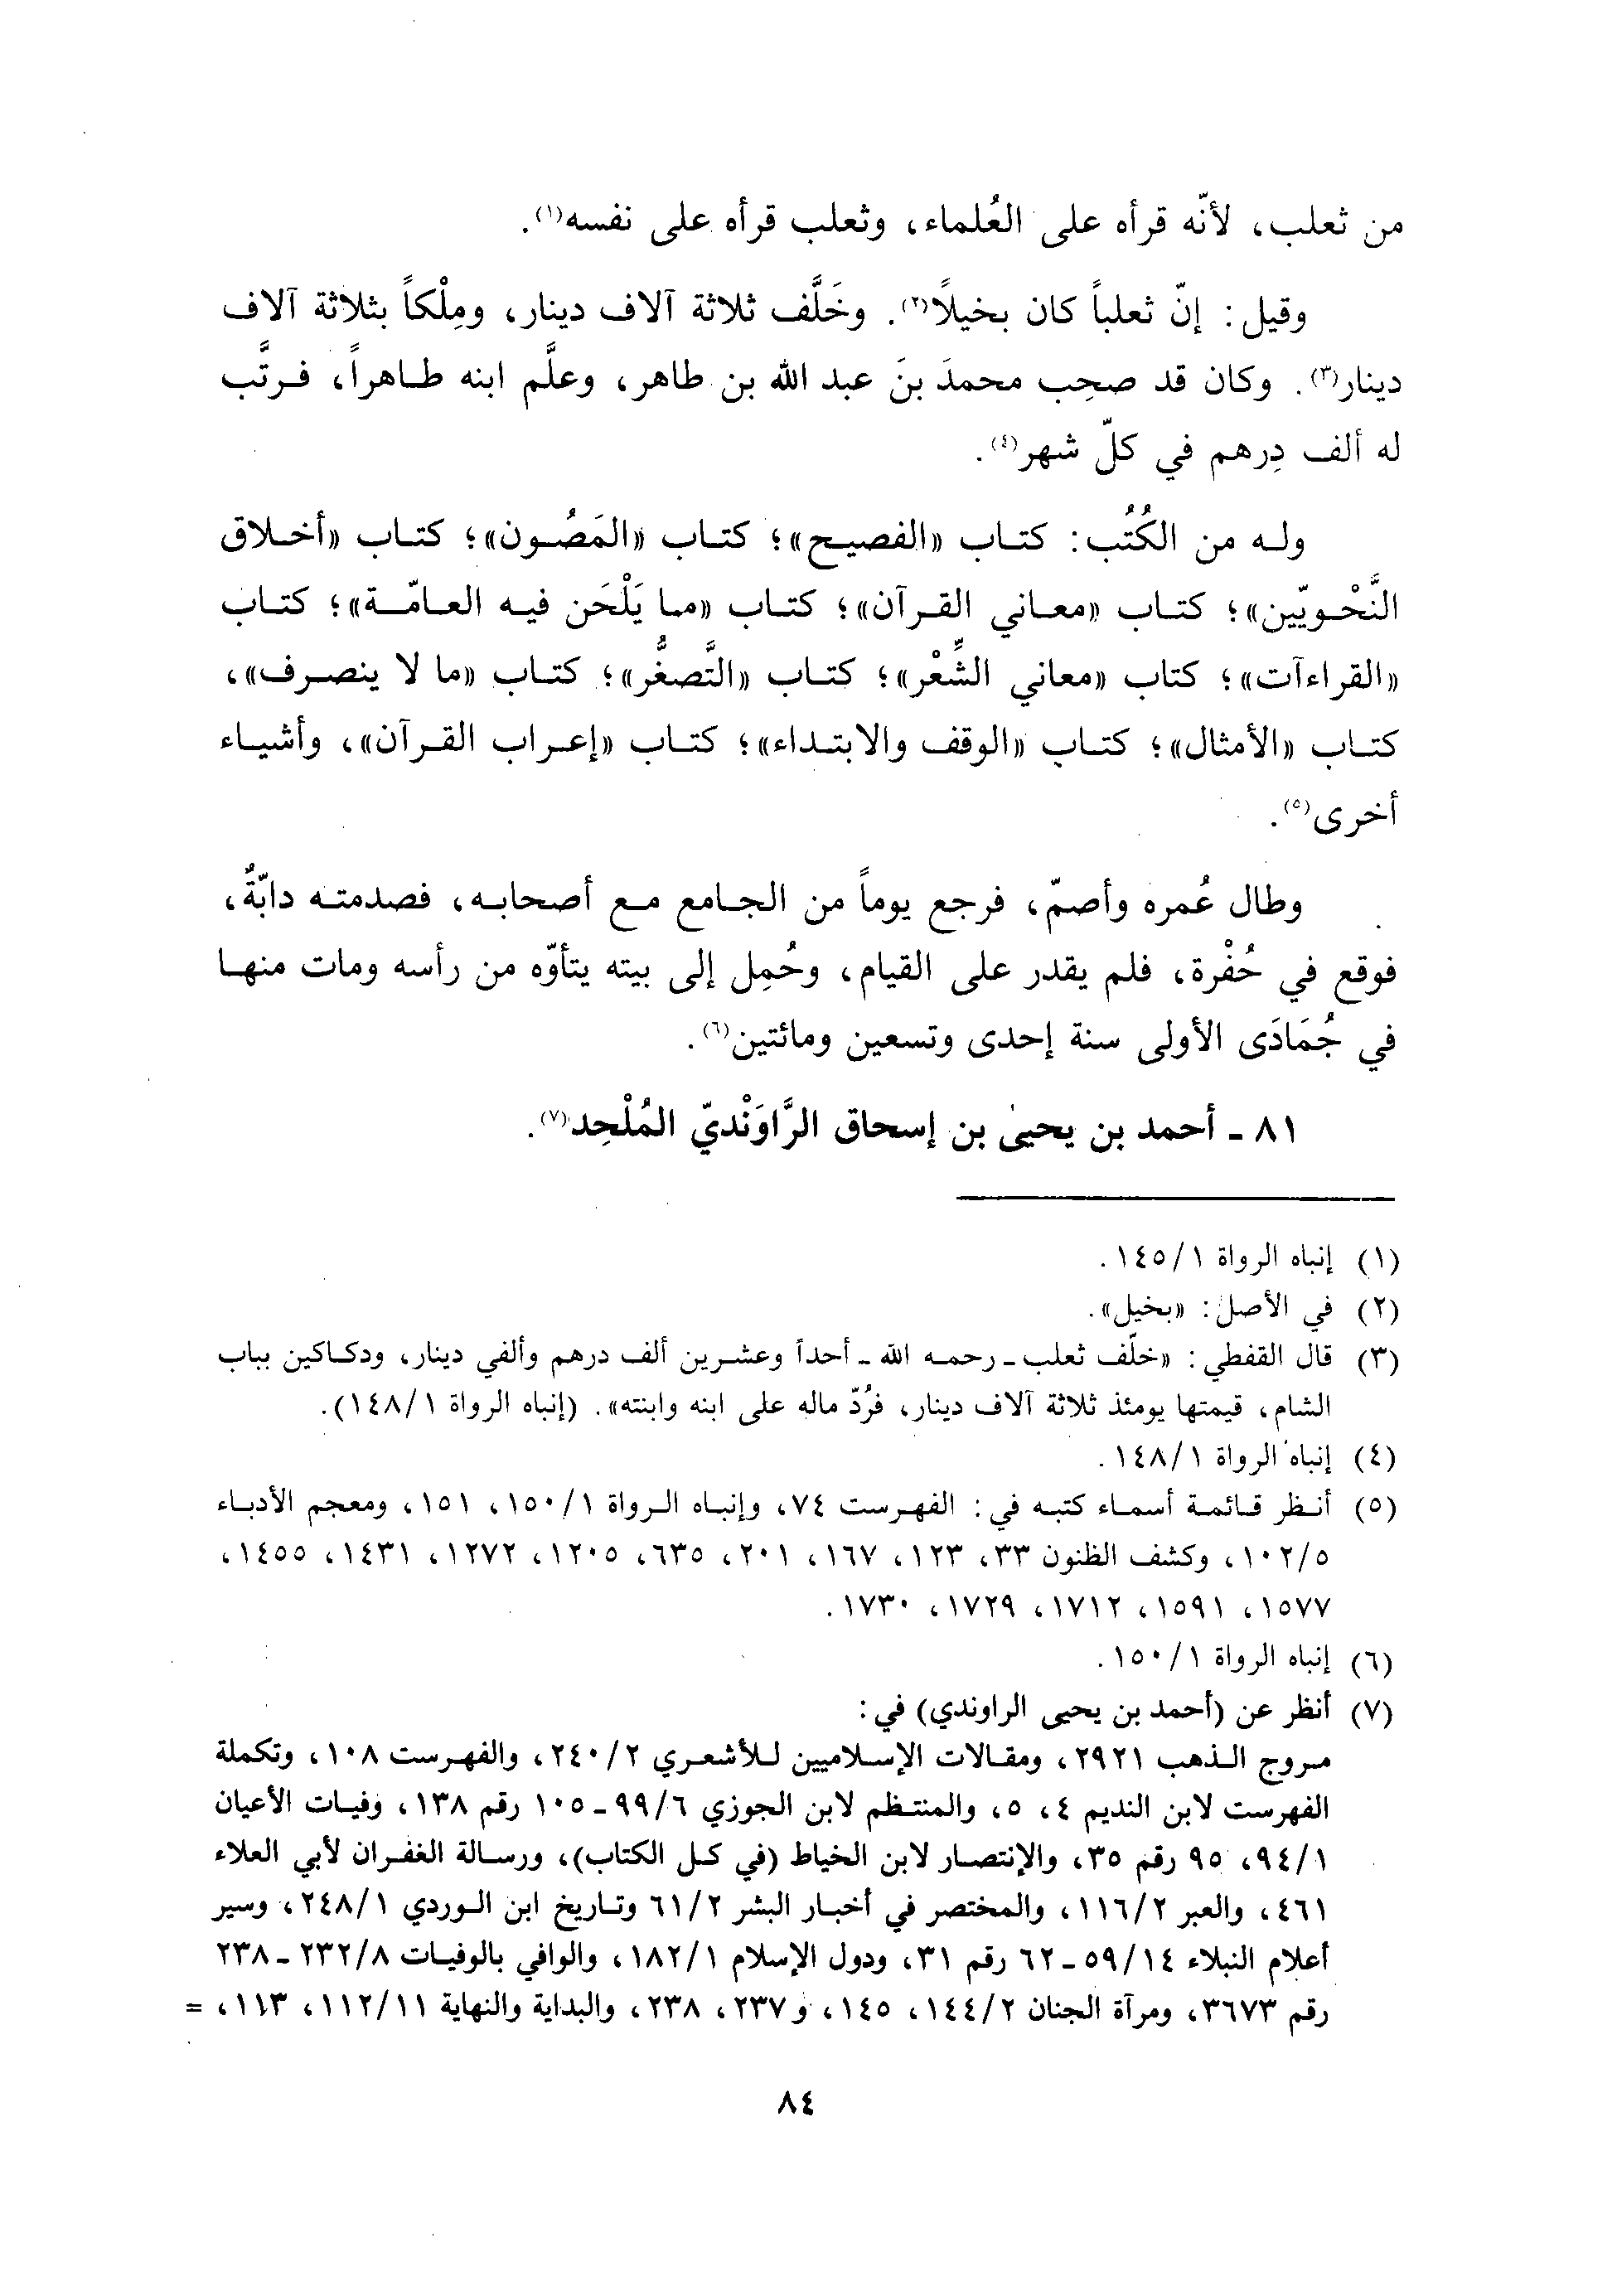 من ثعلب، لأنّه قرأه على العُلماء، وثعلب قرأه على نفسه(١).
وقيل: إنّ ثعلباً كان بخيلاً(٢). وخَلَّف ثلاثة آلاف دينار، ومِلْكاً بثلاثة آلاف
دينار(٣). وكان قد صحِب محمدَ بنَ عبد الله بن طاهر، وعلَّم ابنه طاهراً، فرتَّب
له ألف دِرهم في كلّ شهر(٤).
وله من الكُتُب: كتاب «الفصيح»؛ كتاب «المَصُون»؛ كتاب «أخلاق
النَّحْويّين»؛ كتاب «معاني القرآن»؛ كتاب «ما يَلْحَن فيه العامّة»؛ كتاب
«القراءآت»؛ كتاب «معاني الشِّعْر»؛ كتاب «التَّصغُّر»؛ كتاب «ما لا ينصرف»،
كتاب «الأمثال»؛ كتاب «الوقف والابتداء»؛ كتاب «إعراب القرآن»، وأشياء
أخرى(٥).
وطال عُمره وأصمّ، فرجع يوماً من الجامع مع أصحابه، فصدمته دابّةٌ،
فوقع في حُفْرة، فلم يقدر على القيام، وحُمِل إلى بيته يتأوّه من رأسه ومات منها
في جُمَادَى الأولى سنة إحدى وتسعين ومائتين(٦).
٨١ - أحمد بن يحيىٰ بن إسحاق الرَّاوَنْديّ المُلْحِد(٧).
(١) إنباه الرواة ١٤٥/١.
(٢) في الأصل: «بخيل».
(٣) قال القفطي: «خلّف ثعلب - رحمه الله - أحداً وعشرين ألف درهم وألفي دينار، ودكاكين بباب
الشام، قيمتها يومئذ ثلاثة آلاف دينار، فرُدّ ماله على ابنه وابنته». (إنباه الرواة ١٤٨/١).
(٤) إنباه الرواة ١٤٨/١.
(٥) أنظر قائمة أسماء كتبه في: الفهرست ٧٤، وإنباه الرواة ١٥٠/١، ١٥١، ومعجم الأدباء
١٠٢/٥، وكشف الظنون ٣٣، ١٢٣، ١٦٧، ٢٠١، ٦٣٥، ١٢٠٥، ١٢٧٢، ١٤٣١، ١٤٥٥،
١٥٧٧، ١٥٩١، ١٧١٢، ١٧٢٩، ١٧٣٠.
(٦) إنباه الرواة ١٥٠/١.
(٧) أنظر عن (أحمد بن يحيى الراوندي) في:
مروج الذهب ٢٩٢١، ومقالات الإسلاميين للأشعري ٢٤٠/٢، والفهرست ١٠٨، وتكملة
الفهرست لابن النديم ٤، ٥، والمنتظم لابن الجوزي ٩٩/٦ - ١٠٥ رقم ١٣٨، وفيات الأعيان
٩٤/١، ٩٥ رقم ٣٥، والإنتصار لابن الخياط (في كل الكتاب)، ورسالة الغفران لأبي العلاء
٤٦١، والعبر ١١٦/٢، والمختصر في أخبار البشر ٦١/٢ وتاريخ ابن الوردي ٢٤٨/١، وسير
أعلام النبلاء ٥٩/١٤ - ٦٢ رقم ٣١، ودول الإسلام ١٨٢/١، والوافي بالوفيات ٢٣٢/٨ - ٢٣٨
رقم ٣٦٧٣، ومرآة الجنان ١٤٤/٢، ١٤٥، و٢٣٧، ٢٣٨، والبداية والنهاية ١١٢/١١، ١١٣، =
٨٤